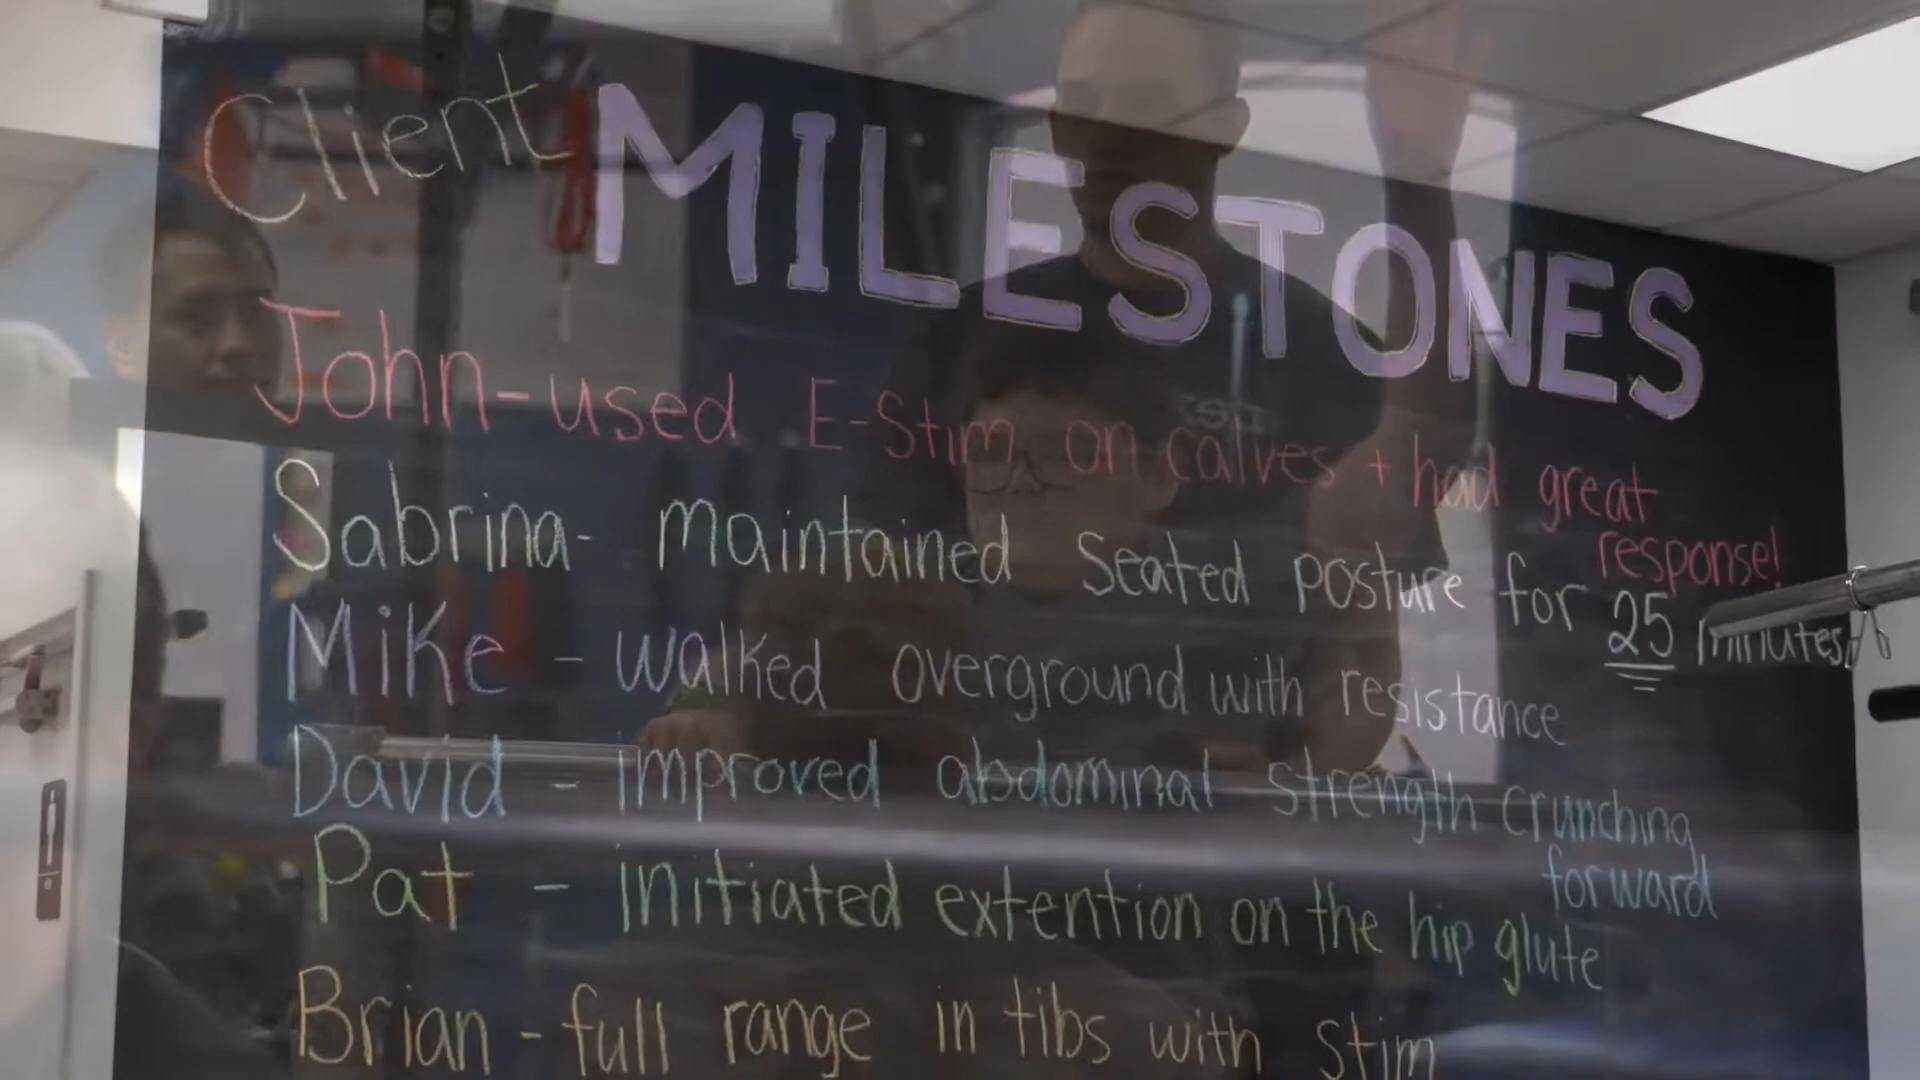 Client MILESTONES
John - used E-Stim on calves + had great
response!
Sabrina - maintained seated posture for 25 minutes
Mike - walked overground with resistance
David - improved abdominal strength crunching
forward
Pat - initiated extention on the hip glute
Brian - full range in tibs with stim